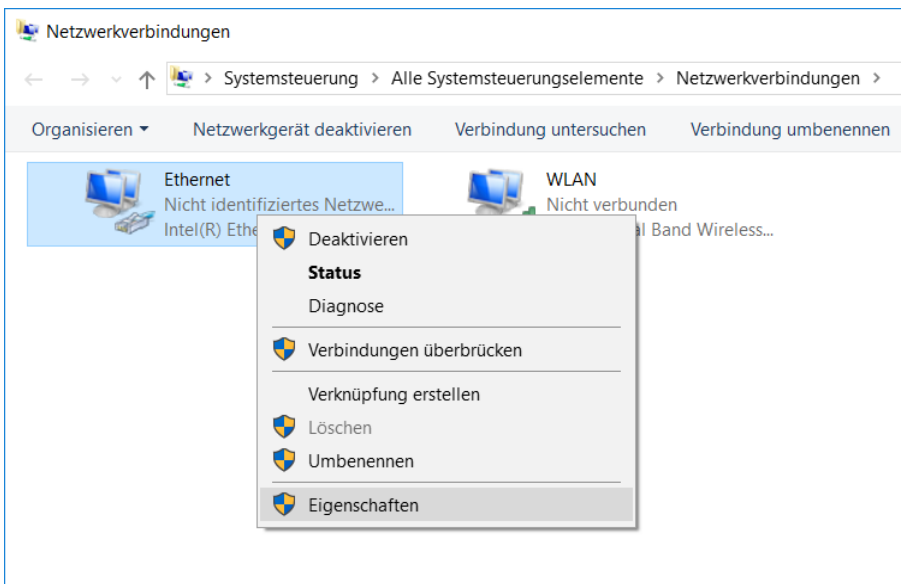 Netzwerkverbindungen
Systemsteuerung > Alle Systemsteuerungselemente > Netzwerkverbindungen >
Organisieren Netzwerkgerät deaktivieren Verbindung untersuchen Verbindung umbenennen
Ethernet
Nicht identifiziertes Netzwe...
Intel(R) Ethe
WLAN
Nicht verbunden
Band Wireless...
Deaktivieren
Status
Diagnose
Verbindungen überbrücken
Verknüpfung erstellen
Löschen
Umbenennen
Eigenschaften